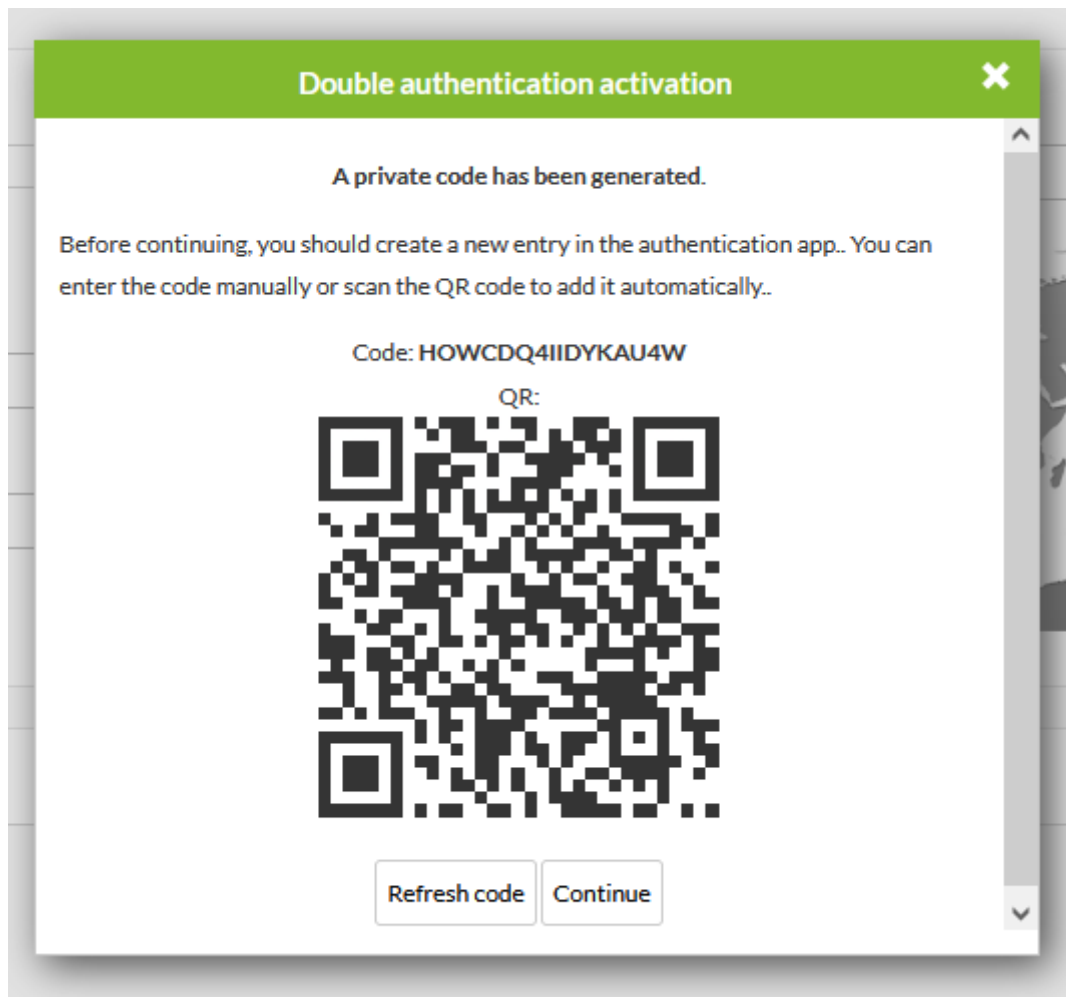 Double authentication activation
A private code has been generated.
Before continuing, you should create a new entry in the authentication app.. You can
enter the code manually or scan the QR code to add it automatically..
Code: HOWCDQ4IIDYKAU4W
QR:
Refresh code Continue